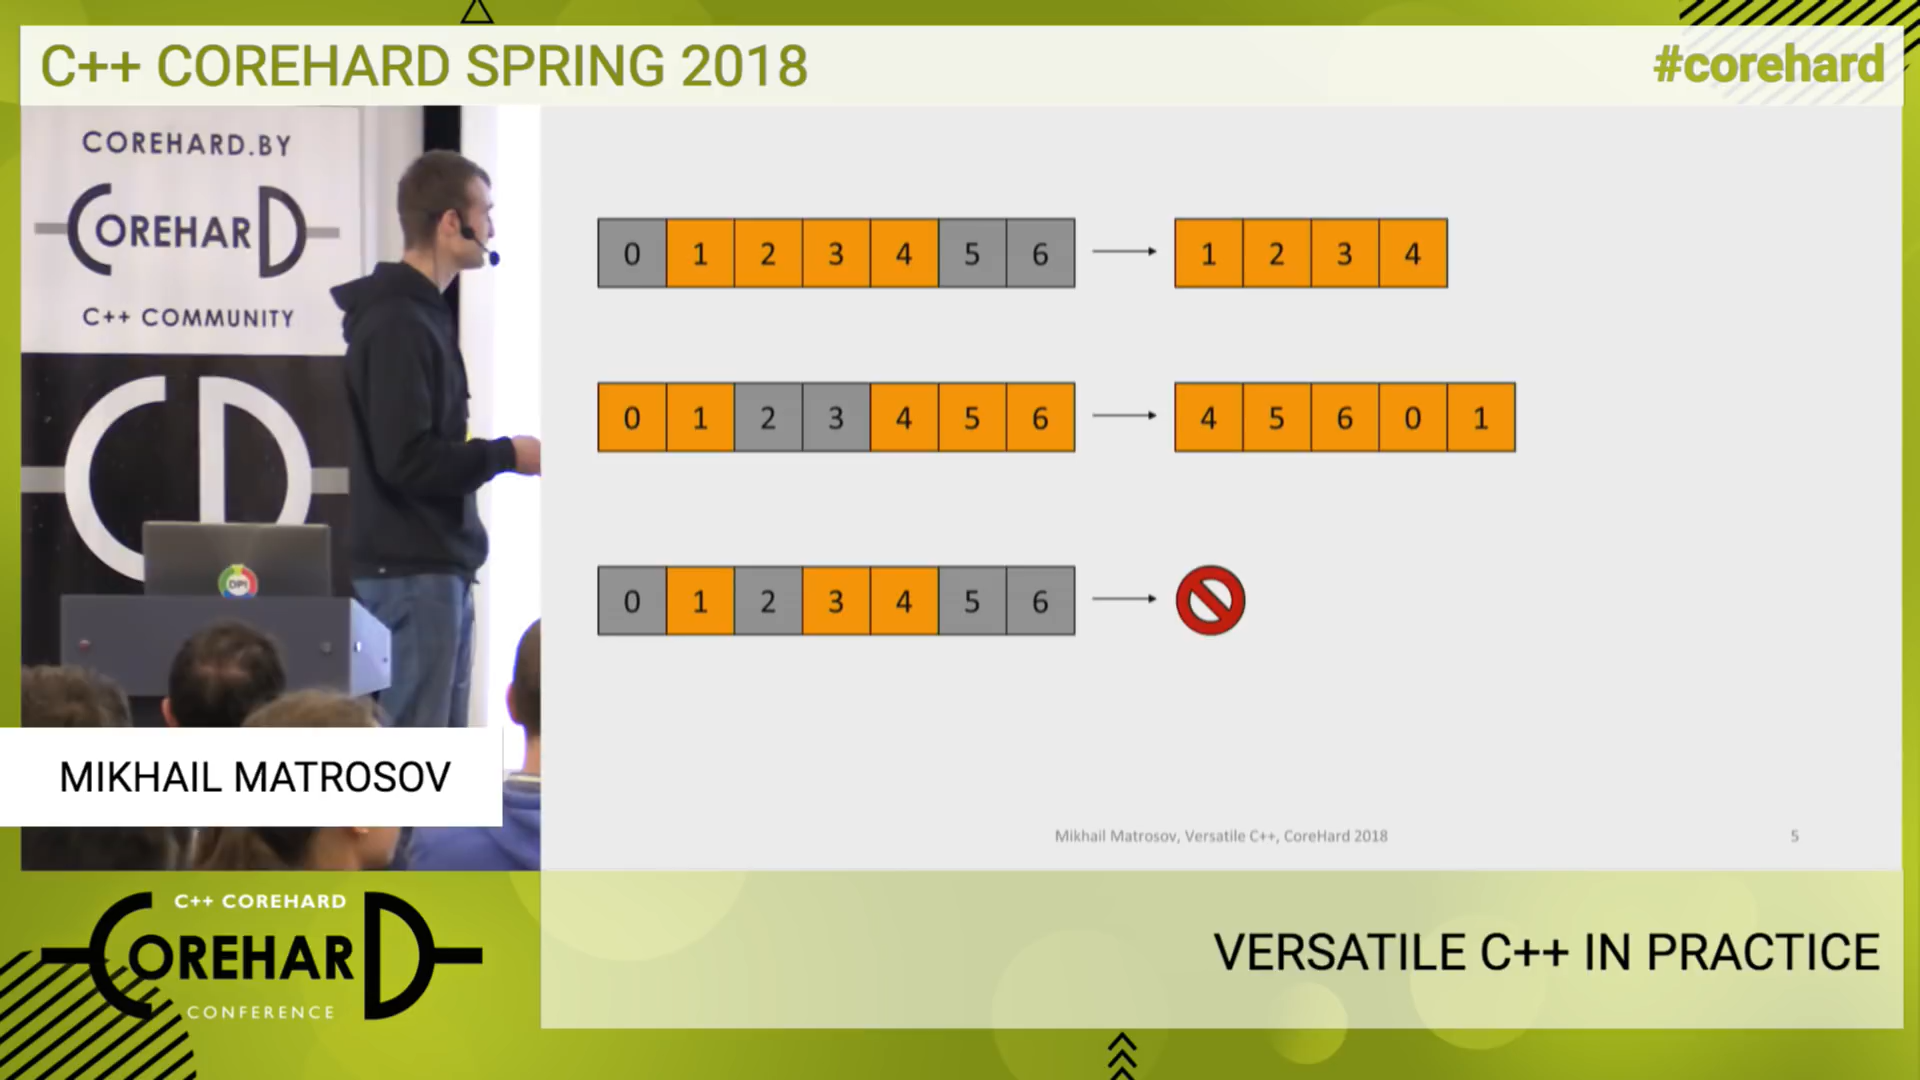 C++ COREHARD SPRING 2018
#corehard
COREHARD.BY
COREHARD
C++ COMMUNITY
CD
DPI
0 1 2 3 4 5 6 1 2 3 4
0 1 2 3 4 5 6 4 5 6 0 1
0 1 2 3 4 5 6
Mikhail Matrosov, Versatile C++, CoreHard 2018 5
MIKHAIL MATROSOV
C++ COREHARD
COREHARD
CONFERENCE
VERSATILE C++ IN PRACTICE